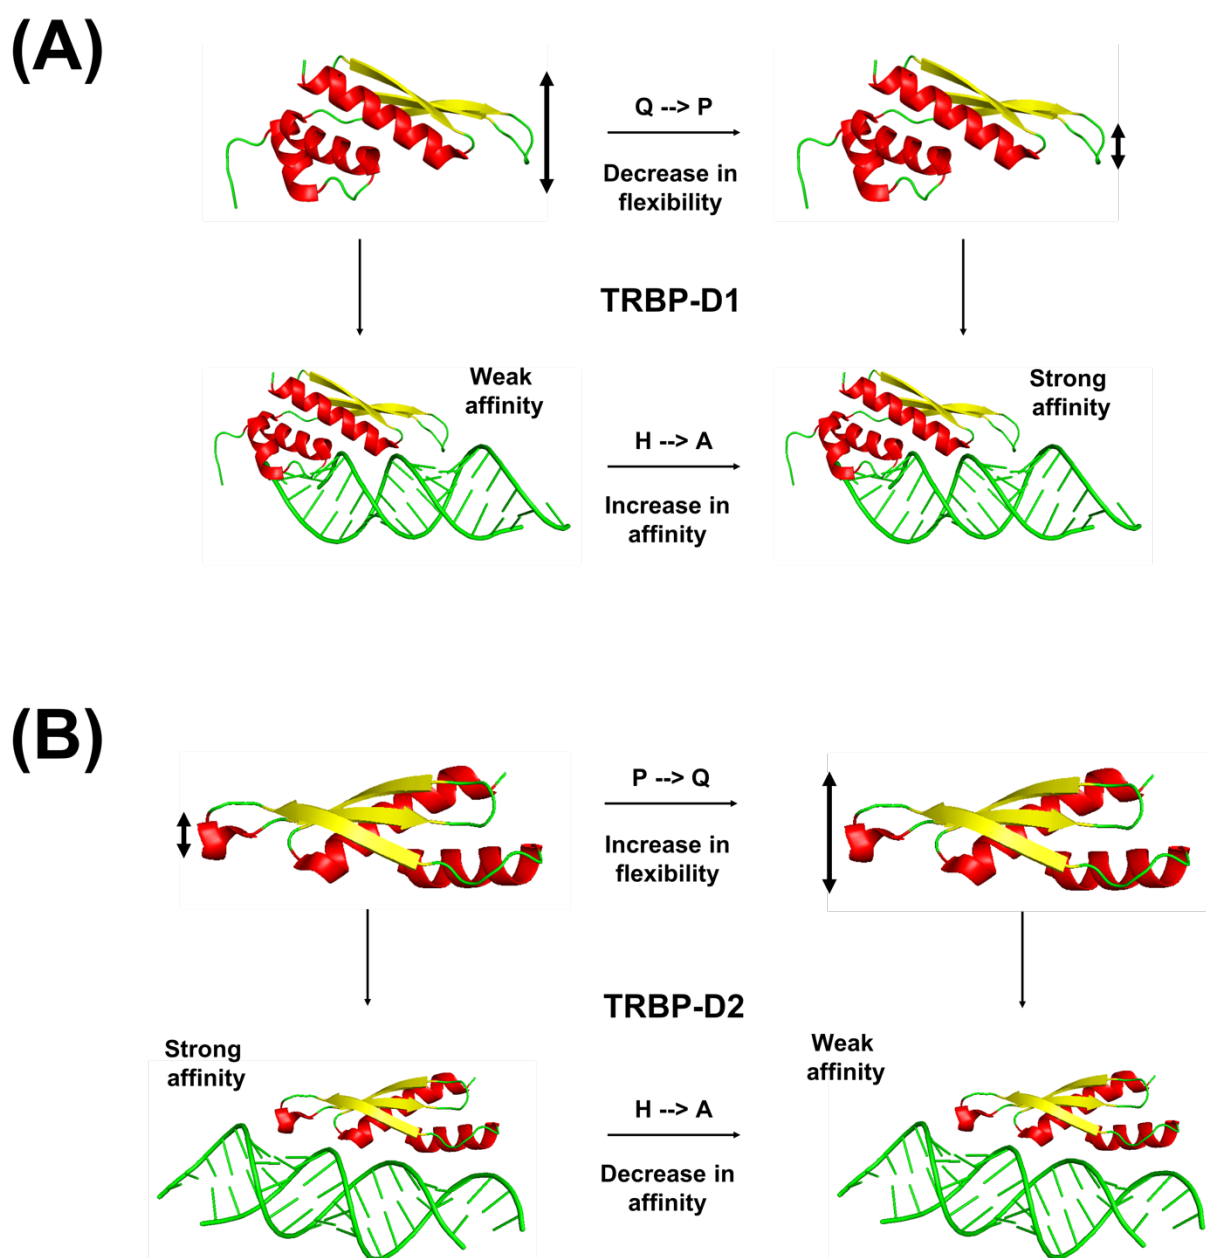 (A)
Q --> P
Decrease in
flexibility
TRBP-D1
Weak
affinity
Strong
affinity
H --> A
Increase in
affinity
(B)
P --> Q
Increase in
flexibility
TRBP-D2
Strong
affinity
Weak
affinity
H --> A
Decrease in
affinity